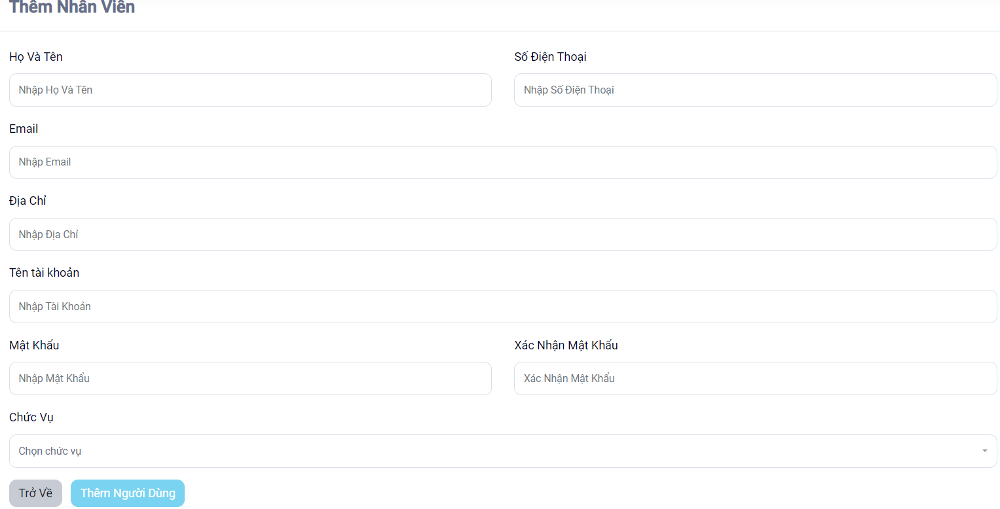 Thêm Nhân Viên
Họ Và Tên
Số Điện Thoại
Nhập Họ Và Tên
Nhập Số Điện Thoại
Email
Nhập Email
Địa Chỉ
Nhập Địa Chỉ
Tên tài khoản
Nhập Tài Khoản
Mật Khẩu
Xác Nhận Mật Khẩu
Nhập Mật Khẩu
Xác Nhận Mật Khẩu
Chức Vụ
Chọn chức vụ
Trở Về
Thêm Người Dùng